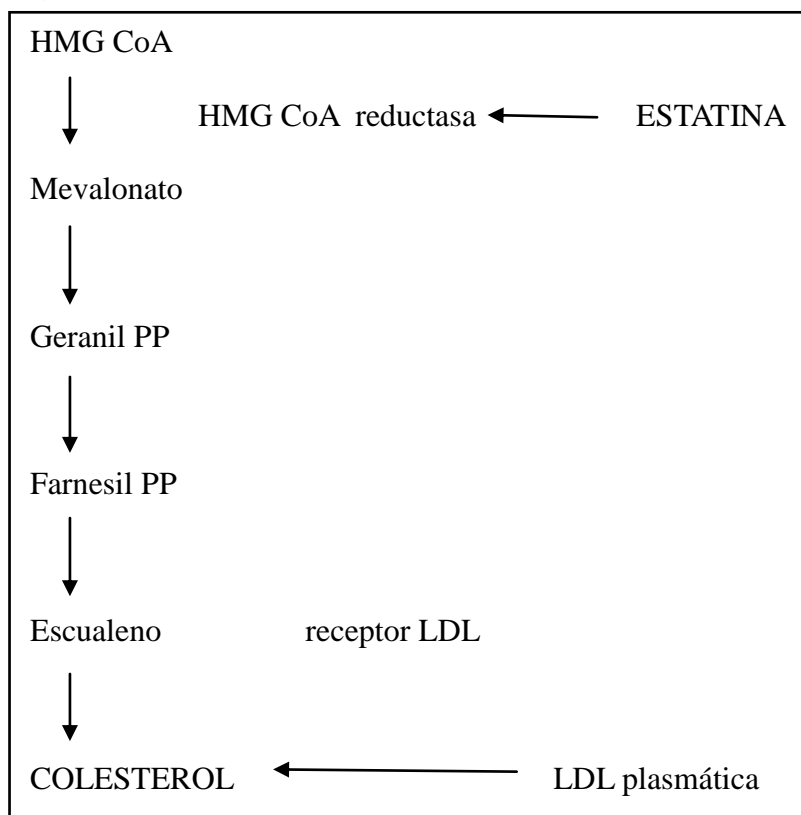 HMG CoA
HMG CoA reductasa ESTATINA
Mevalonato
Geranil PP
Farnesil PP
Escualeno receptor LDL
COLESTEROL LDL plasmática